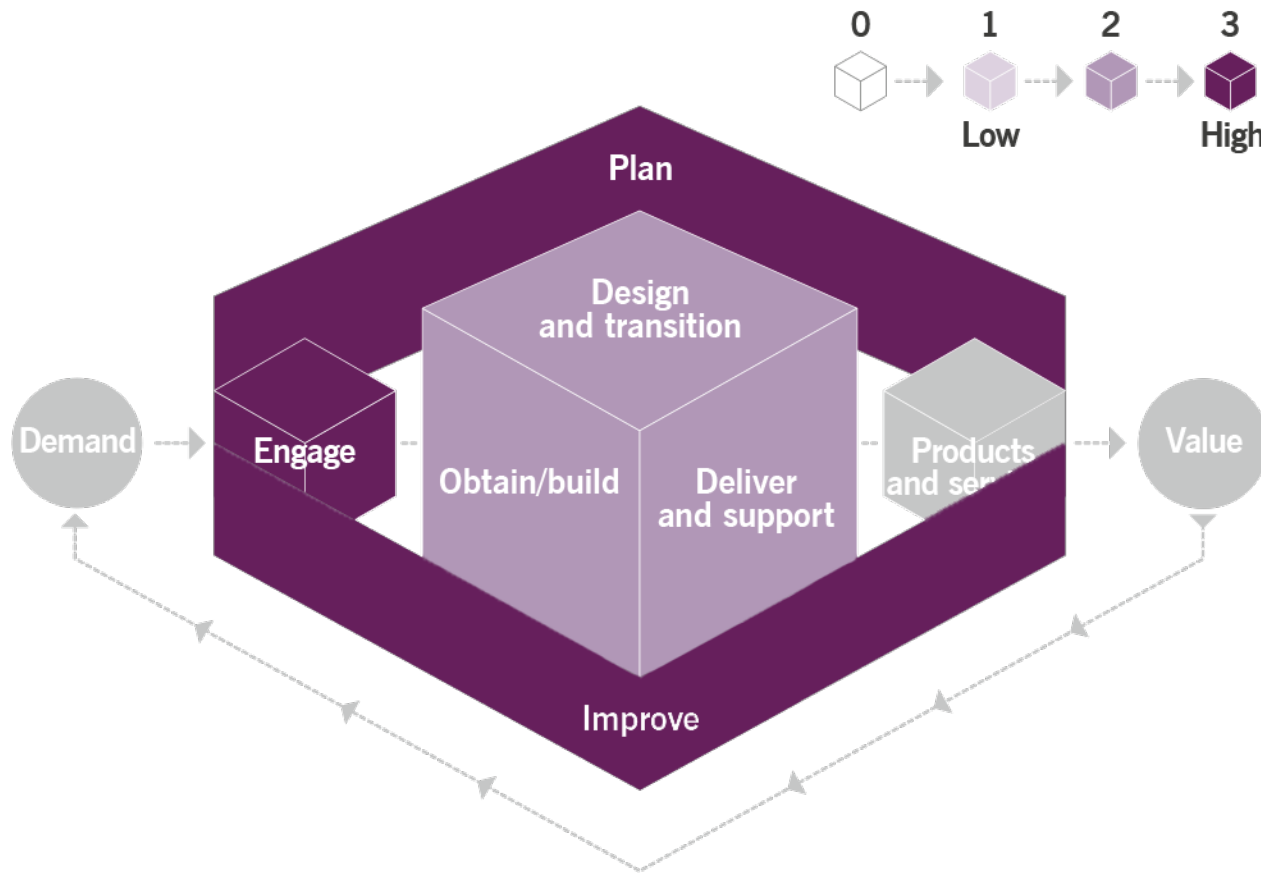 0 1 2 3
Low High
Plan
Design
and transition
Demand
Engage
Obtain/build
Deliver
and support
Products
and
Value
Improve